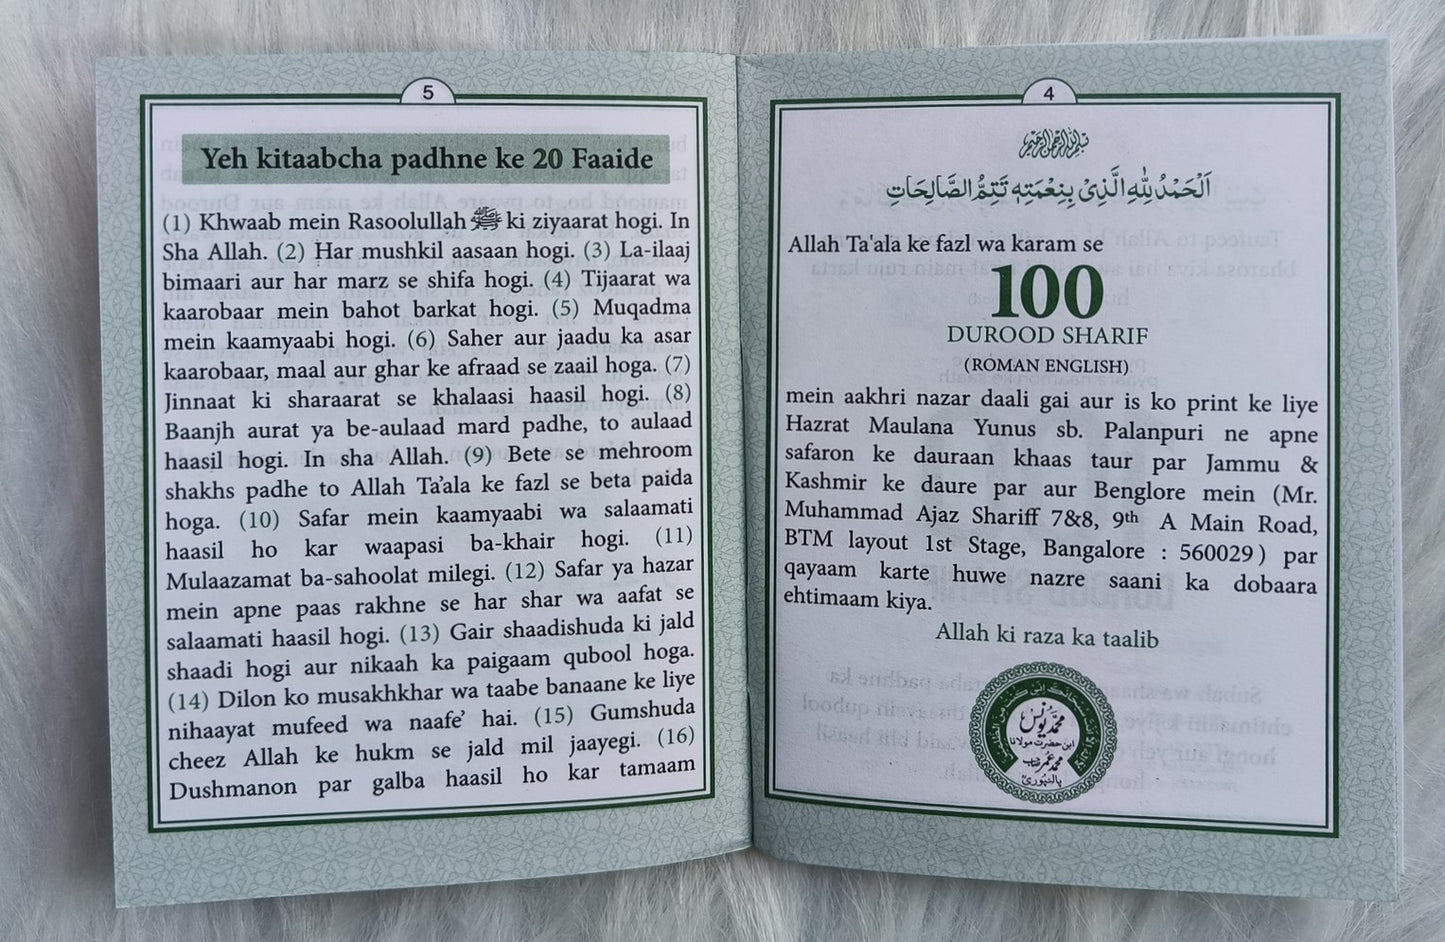 4
بسم الله الرحمن الرحيم
اَلْحَمْدُ لِلّٰهِ الَّذِیْ بِنِعْمَتِهٖ تَتِمُّ الصَّالِحَاتِ
Allah Ta'ala ke fazl wa karam se
100
DUROOD SHARIF
(ROMAN ENGLISH)
mein aakhri nazar daali gai aur is ko print ke liye
Hazrat Maulana Yunus sb. Palanpuri ne apne
safaron ke dauraan khaas taur par Jammu &
Kashmir ke daure par aur Benglore mein (Mr.
Muhammad Ajaz Shariff 7&8, 9th A Main Road,
BTM layout 1st Stage, Bangalore : 560029) par
qayaam karte huwe nazre saani ka dobaara
ehtimaam kiya.
Allah ki raza ka taalib
محمد یونس
ابن حضرت مولانا
محمد عمر صاحب
پالنپوری
5
Yeh kitaabcha padhne ke 20 Faaide
(1) Khwaab mein Rasoolullah ﷺ ki ziyaarat hogi. In
Sha Allah. (2) Har mushkil aasaan hogi. (3) La-ilaaj
bimaari aur har marz se shifa hogi. (4) Tijaarat wa
kaarobaar mein bahot barkat hogi. (5) Muqadma
mein kaamyaabi hogi. (6) Saher aur jaadu ka asar
kaarobaar, maal aur ghar ke afraad se zaail hoga. (7)
Jinnaat ki sharaarat se khalaasi haasil hogi. (8)
Baanjh aurat ya be-aulaad mard padhe, to aulaad
haasil hogi. In sha Allah. (9) Bete se mehroom
shakhs padhe to Allah Ta'ala ke fazl se beta paida
hoga. (10) Safar mein kaamyaabi wa salaamati
haasil ho kar waapasi ba-khair hogi. (11)
Mulaazamat ba-sahoolat milegi. (12) Safar ya hazar
mein apne paas rakhne se har shar wa aafat se
salaamati haasil hogi. (13) Gair shaadishuda ki jald
shaadi hogi aur nikaah ka paigaam qubool hoga.
(14) Dilon ko musakhkhar wa taabe banaane ke liye
nihaayat mufeed wa naafe' hai. (15) Gumshuda
cheez Allah ke hukm se jald mil jaayegi. (16)
Dushmanon par galba haasil ho kar tamaam